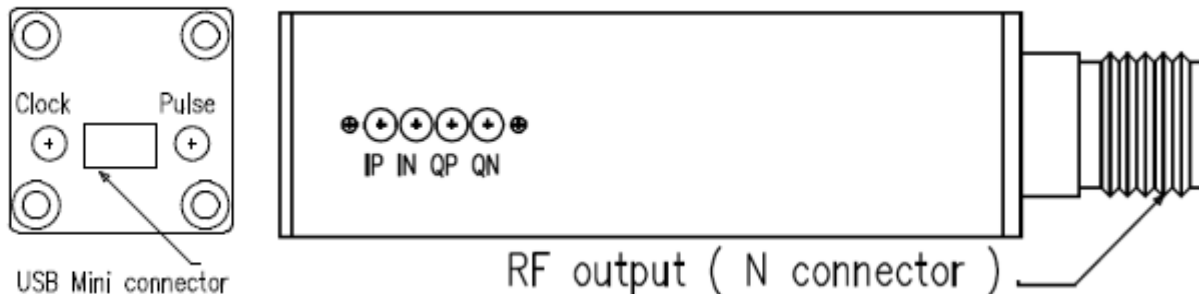 Clock Pulse
IP IN QP QN
USB Mini connector
RF output ( N connector )